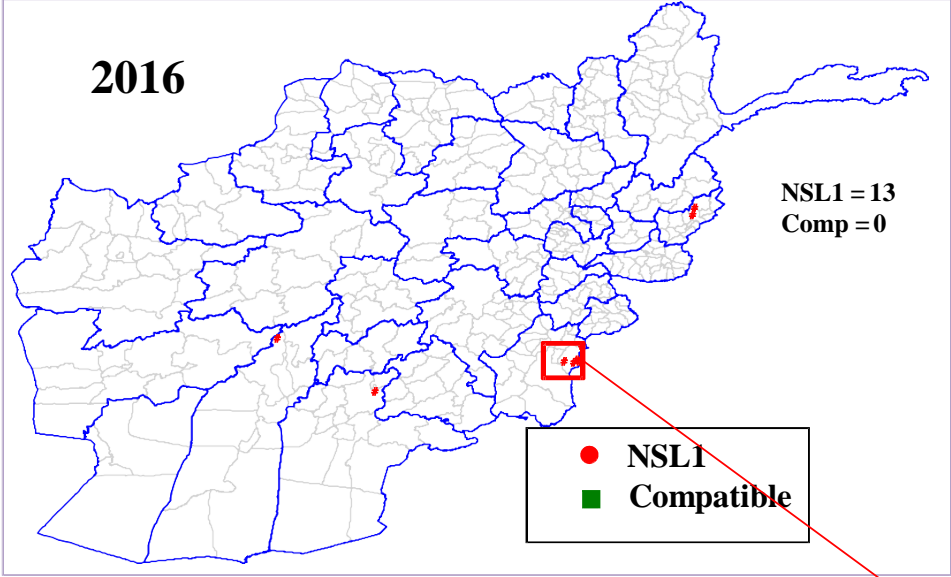 2016
NSL1 = 13
Comp = 0
NSL1
Compatible